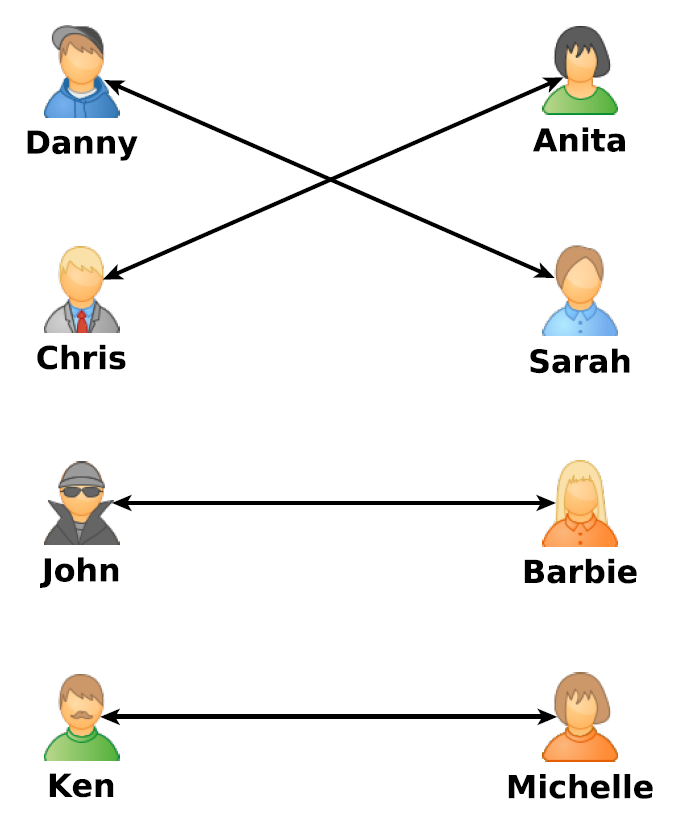 Danny
Anita
Chris
Sarah
John
Barbie
Ken
Michelle